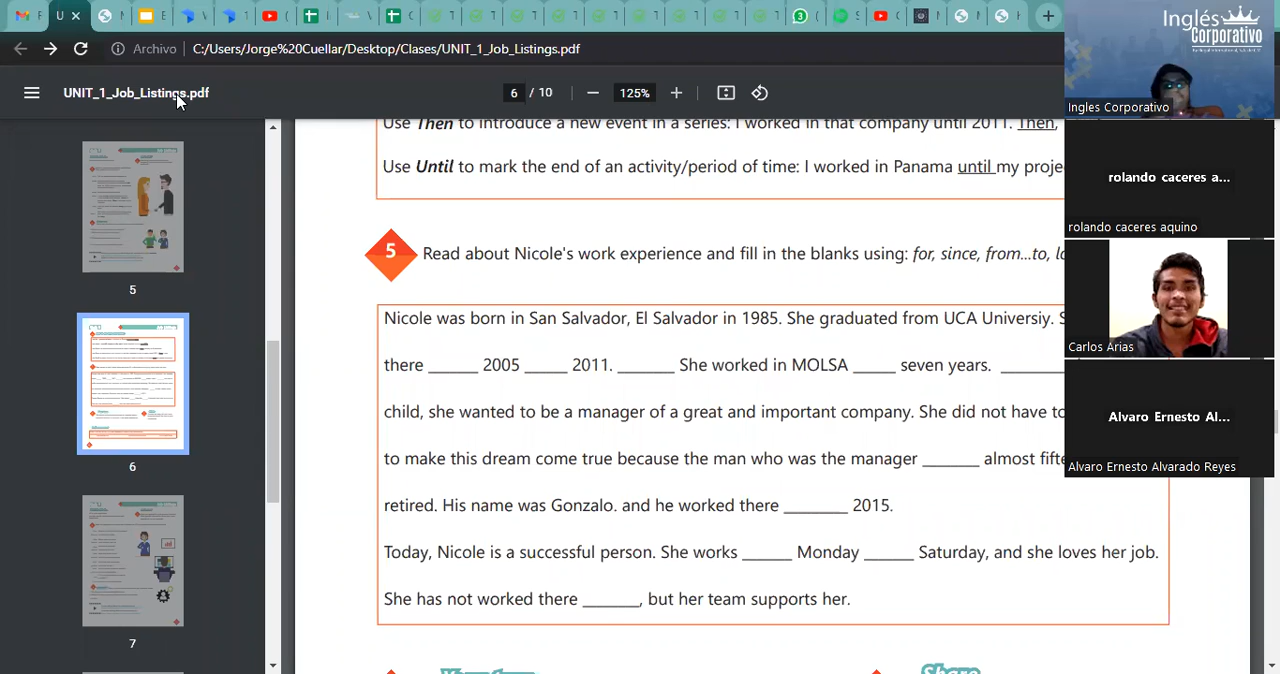 U
Archivo
C:/Users/Jorge%20Cuellar/Desktop/Clases/UNIT_1_Job_Listings.pdf
UNIT_1_Job_Listings.pdf
6 / 10
125%
Use Then to introduce a new event in a series: I worked in that company until 2011. Then,
Use Until to mark the end of an activity/period of time: I worked in Panama until my proje
5
Read about Nicole's work experience and fill in the blanks using: for, since, from...to, la
Nicole was born in San Salvador, El Salvador in 1985. She graduated from UCA Universiy. S
there ______ 2005 _____ 2011. _______ She worked in MOLSA _____ seven years. ________
child, she wanted to be a manager of a great and important company. She did not have to
to make this dream come true because the man who was the manager _______ almost fifte
retired. His name was Gonzalo. and he worked there ________ 2015.
Today, Nicole is a successful person. She works ______ Monday ______ Saturday, and she loves her job.
She has not worked there _______, but her team supports her.
Share
5
6
7
Inglés
Corporativo
Ingles Corporativo
rolando caceres a...
rolando caceres aquino
Carlos Arias
Alvaro Ernesto Al...
Alvaro Ernesto Alvarado Reyes